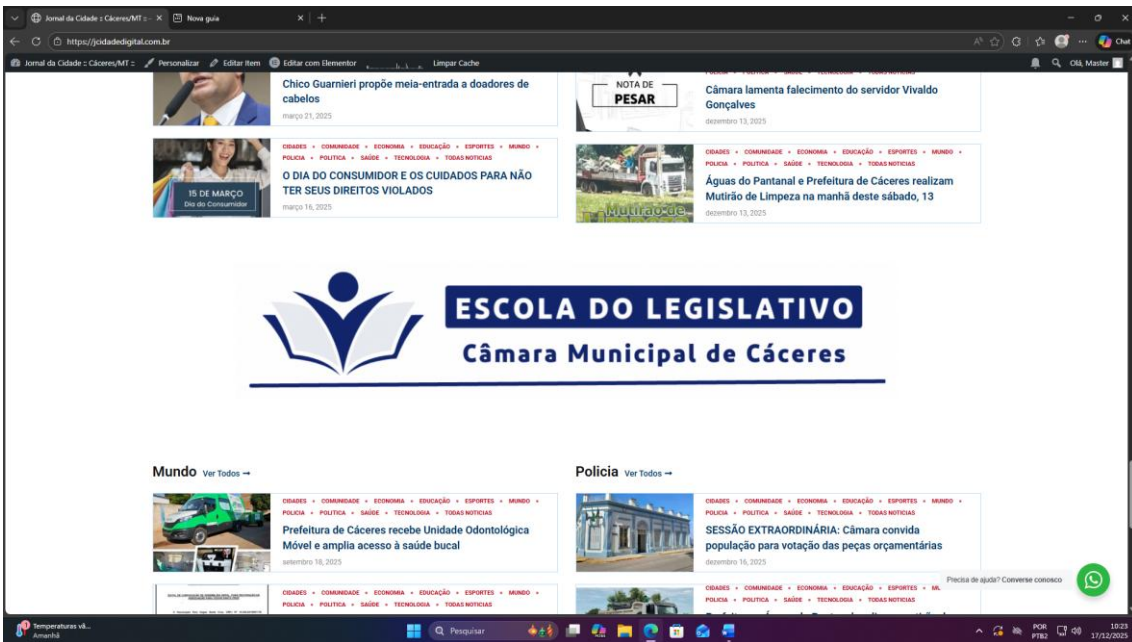 Jornal da Cidade :: Cáceres/MT :: -
Nova guia
https://jcidadedigital.com.br
Chat
Jornal da Cidade :: Cáceres/MT ::
Personalizar
Editar Item
Editar com Elementor
Limpar Cache
Olá, Master
Chico Guarnieri propõe meia-entrada a doadores de
cabelos
março 21, 2025
NOTA DE
PESAR
POLICIA • POLITICA • SAÚDE • TECNOLOGIA • TODAS NOTICIAS
Câmara lamenta falecimento do servidor Vivaldo
Gonçalves
dezembro 13, 2025
15 DE MARÇO
Dia do Consumidor
CIDADES • COMUNIDADE • ECONOMIA • EDUCAÇÃO • ESPORTES • MUNDO •
POLICIA • POLITICA • SAÚDE • TECNOLOGIA • TODAS NOTICIAS
O DIA DO CONSUMIDOR E OS CUIDADOS PARA NÃO
TER SEUS DIREITOS VIOLADOS
março 16, 2025
Mutirão de
CIDADES • COMUNIDADE • ECONOMIA • EDUCAÇÃO • ESPORTES • MUNDO •
POLICIA • POLITICA • SAÚDE • TECNOLOGIA • TODAS NOTICIAS
Águas do Pantanal e Prefeitura de Cáceres realizam
Mutirão de Limpeza na manhã deste sábado, 13
dezembro 13, 2025
ESCOLA DO LEGISLATIVO
Câmara Municipal de Cáceres
Mundo Ver Todos →
CIDADES • COMUNIDADE • ECONOMIA • EDUCAÇÃO • ESPORTES • MUNDO •
POLICIA • POLITICA • SAÚDE • TECNOLOGIA • TODAS NOTICIAS
Prefeitura de Cáceres recebe Unidade Odontológica
Móvel e amplia acesso à saúde bucal
setembro 18, 2025
CIDADES • COMUNIDADE • ECONOMIA • EDUCAÇÃO • ESPORTES • MUNDO •
POLICIA • POLITICA • SAÚDE • TECNOLOGIA • TODAS NOTICIAS
Policia Ver Todos →
CIDADES • COMUNIDADE • ECONOMIA • EDUCAÇÃO • ESPORTES • MUNDO •
POLICIA • POLITICA • SAÚDE • TECNOLOGIA • TODAS NOTICIAS
SESSÃO EXTRAORDINÁRIA: Câmara convida
população para votação das peças orçamentárias
dezembro 16, 2025
CIDADES • COMUNIDADE • ECONOMIA • EDUCAÇÃO • ESPORTES •
POLICIA • POLITICA • SAÚDE • TECNOLOGIA • TODAS NOTICIAS
Precisa de ajuda? Converse conosco
Temperaturas vã...
Amanhã
Pesquisar
POR
PTB2
10:23
17/12/2025